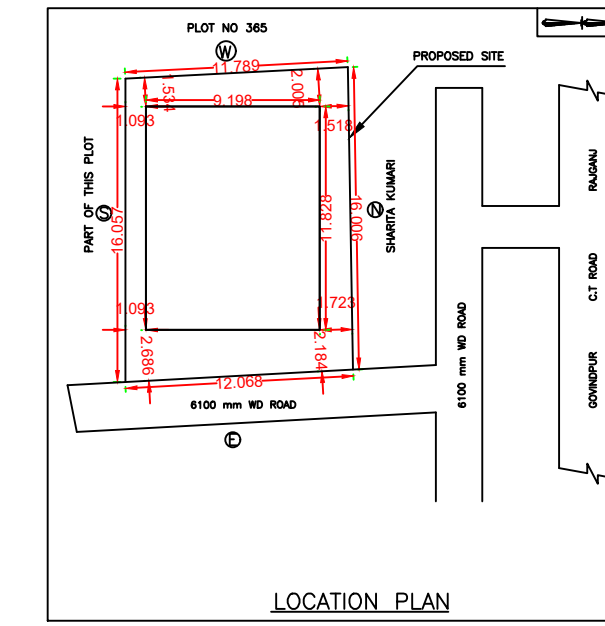 PLOT NO 365
W
11.789
PROPOSED SITE
1.534
2.005
9.198
1.093
1.518
PART OF THIS PLOT
S
16.057
11.828
16.006
N
SHARITA KUMARI
RAJGANJ
C.T ROAD
GOVINDPUR
6100 mm WD ROAD
1.093
1.723
2.686
2.184
12.068
6100 mm WD ROAD
E
LOCATION PLAN